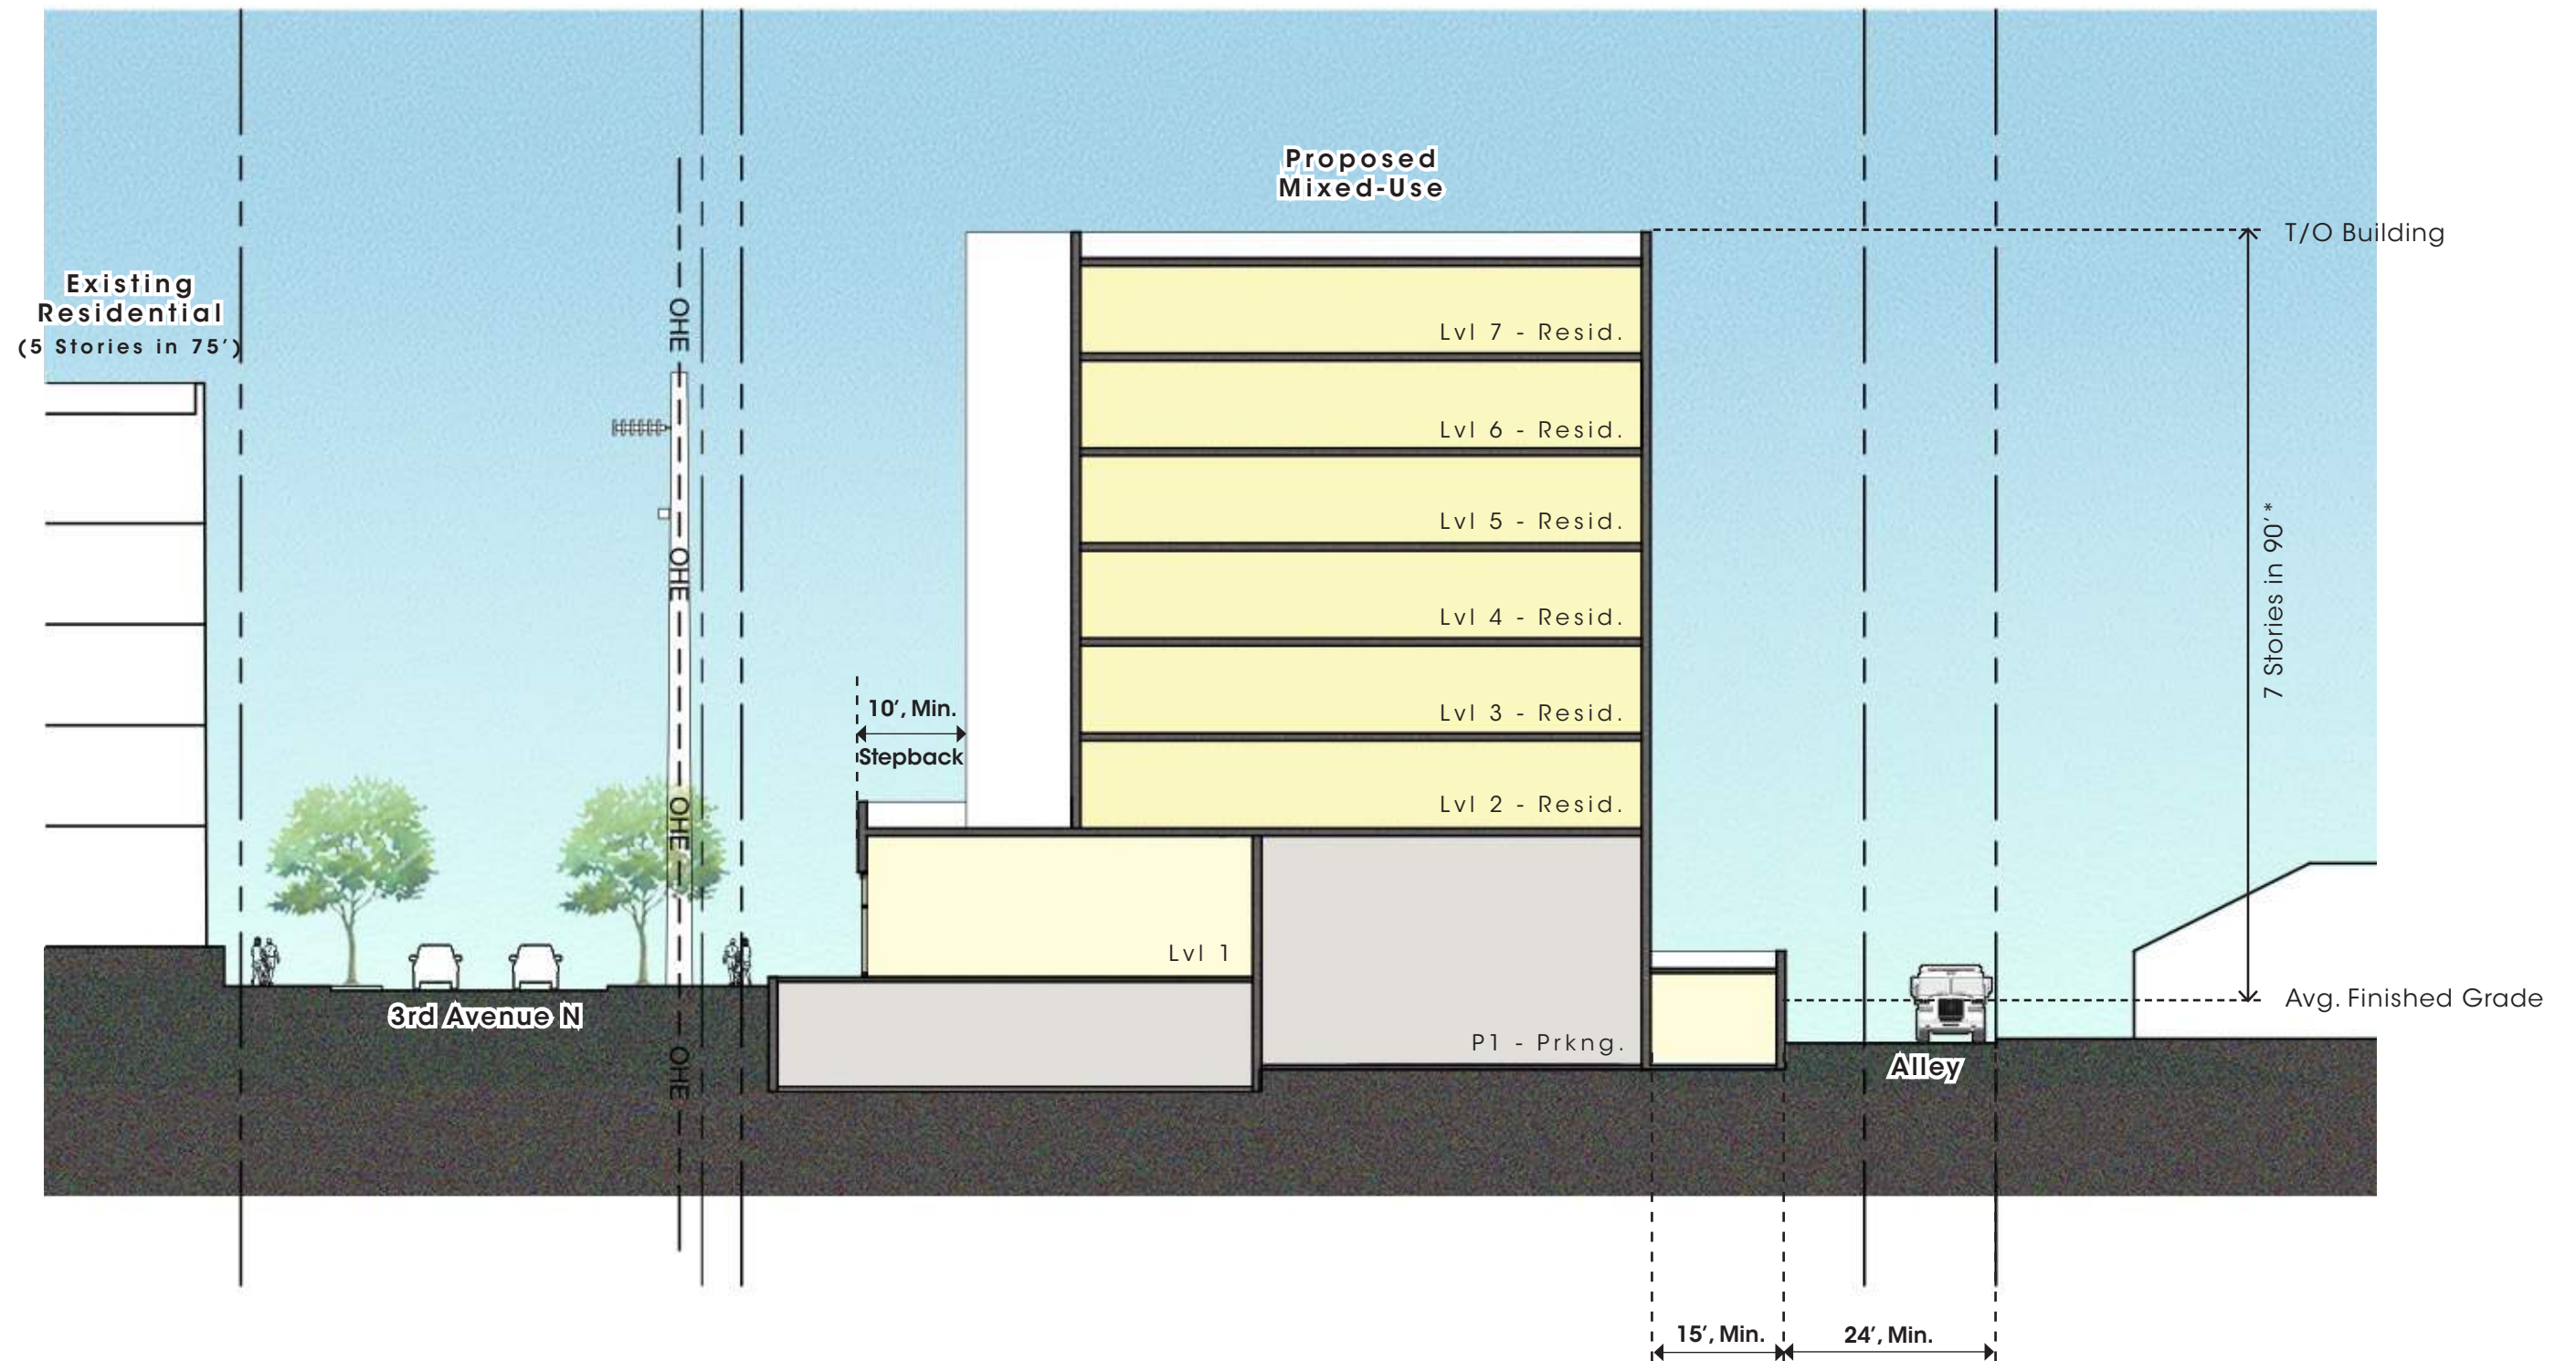 Proposed
Mixed-Use
T/O Building
Existing
Residential
(5 Stories in 75')
OHE
Lvl 7 - Resid.
Lvl 6 - Resid.
Lvl 5 - Resid.
OHE
Lvl 4 - Resid.
7 Stories in 90'*
10', Min.
Stepback
Lvl 3 - Resid.
Lvl 2 - Resid.
OHE
Lvl 1
3rd Avenue N
Avg. Finished Grade
P1 - Prkng.
OHE
Alley
15', Min.
24', Min.